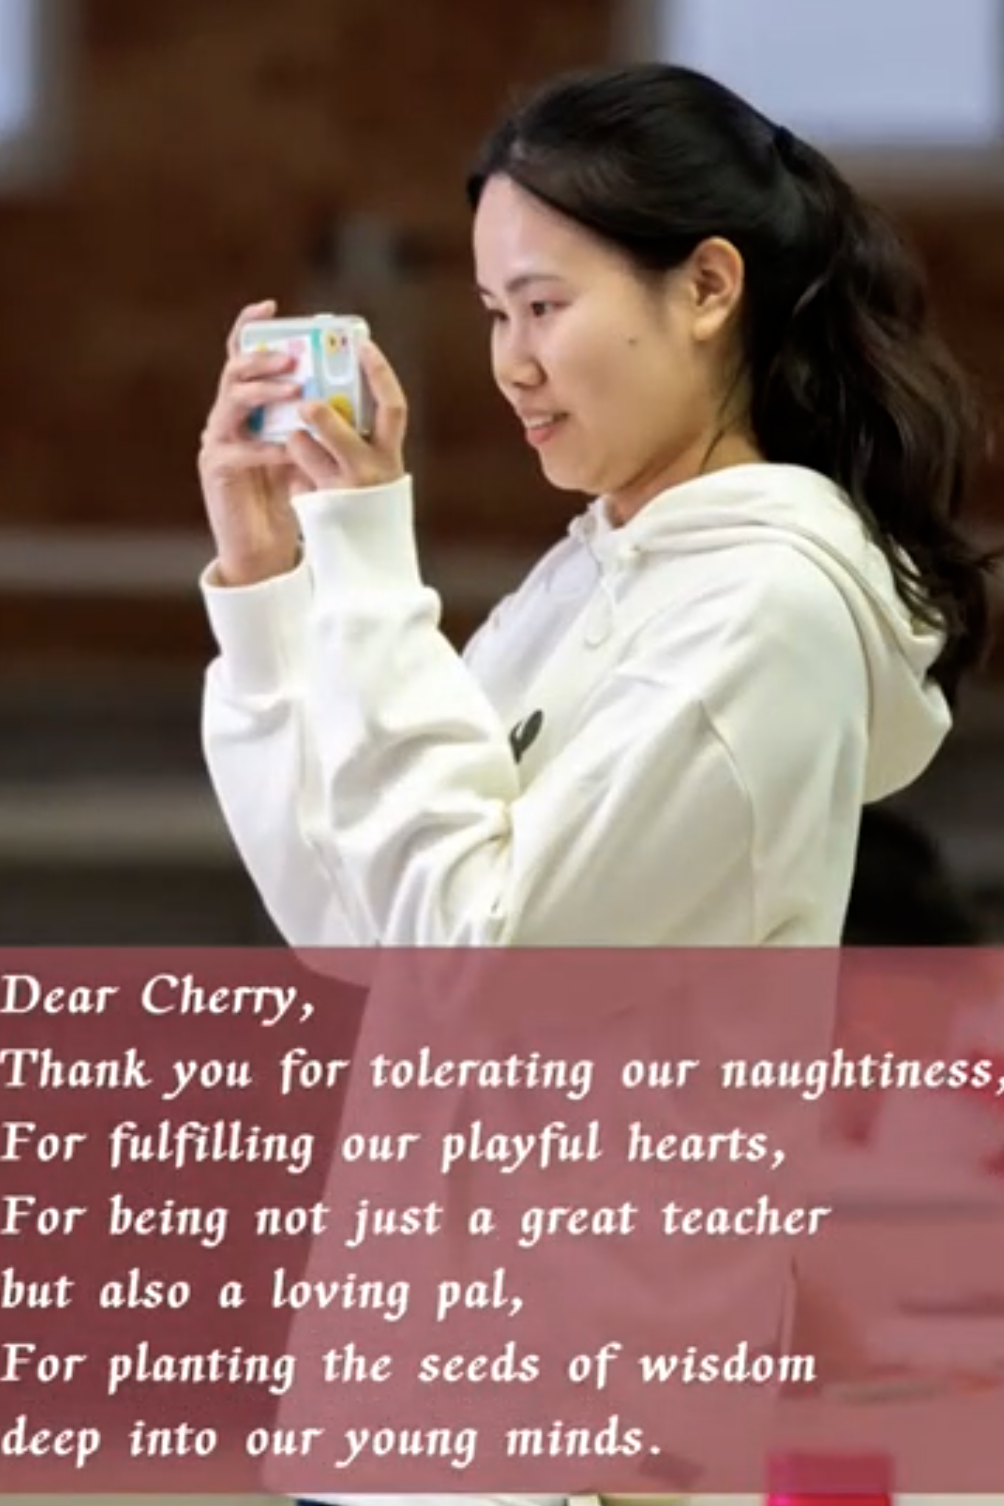 Dear Cherry,
Thank you for tolerating our naughtiness,
For fulfilling our playful hearts,
For being not just a great teacher
but also a loving pal,
For planting the seeds of wisdom
deep into our young minds.